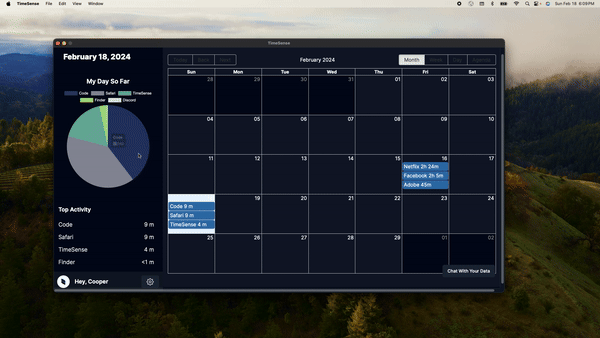 TimeSense File Edit View Window
Sun Feb 18 6:09 PM
TimeSense
February 18, 2024
My Day So Far
Code Safari TimeSense
Finder Discord
Today Back Next
February 2024
Month Week Day Agenda
Sun Mon Tue Wed Thu Fri Sat
28 29 30 31 01 02 03
04 05 06 07 08 09 10
11 12 13 14 15 16 17
Netflix 2h 24m
Facebook 2h 5m
Adobe 45m
19 20 21 22 23 24
Code 9 m
Safari 9 m
TimeSense 4 m
25 26 27 28 29 01 02
Top Activity
Code 9 m
Safari 9 m
TimeSense 4 m
Finder <1 m
Hey, Cooper
Chat With Your Data